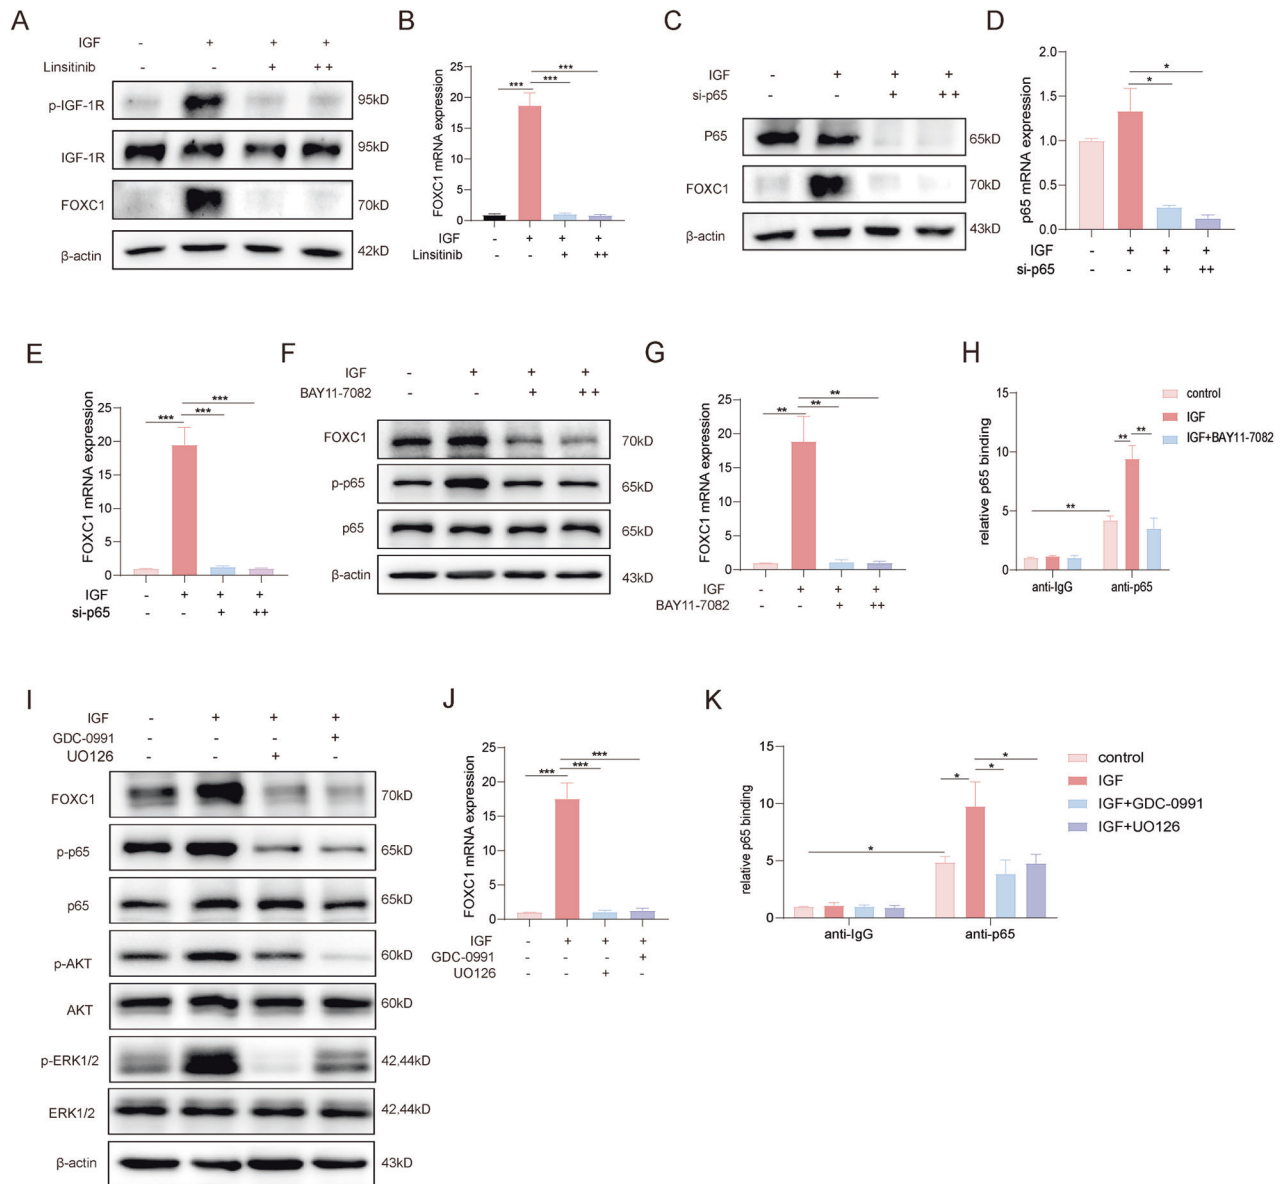 A
IGF - + + +
Linsitinib - - + ++
p-IGF-1R 95kD
IGF-1R 95kD
FOXC1 70kD
β-actin 42kD
B
FOXC1 mRNA expression
25
20
15
10
5
0
*** *** ***
IGF - + + +
Linsitinib - - + ++
C
IGF - + + +
si-p65 - - + ++
P65 65kD
FOXC1 70kD
β-actin 43kD
D
p65 mRNA expression
2.0
1.5
1.0
0.5
0.0
* *
IGF - + + +
si-p65 - - + ++
E
FOXC1 mRNA expression
25
20
15
10
5
0
*** *** ***
IGF - + + +
si-p65 - - + ++
F
IGF - + + +
BAY11-7082 - - + ++
FOXC1 70kD
p-p65 65kD
p65 65kD
β-actin 43kD
G
FOXC1 mRNA expression
25
20
15
10
5
0
** ** **
IGF - + + +
BAY11-7082 - - + ++
H
relative p65 binding
15
10
5
0
** ** **
anti-IgG anti-p65
control
IGF
IGF+BAY11-7082
I
IGF - + + +
GDC-0991 - - - +
UO126 - - + -
FOXC1 70kD
p-p65 65kD
p65 65kD
p-AKT 60kD
AKT 60kD
p-ERK1/2 42,44kD
ERK1/2 42,44kD
β-actin 43kD
J
FOXC1 mRNA expression
25
20
15
10
5
0
*** *** ***
IGF - + + +
GDC-0991 - - - +
UO126 - - + -
K
relative p65 binding
15
10
5
0
* * * *
anti-IgG anti-p65
control
IGF
IGF+GDC-0991
IGF+UO126